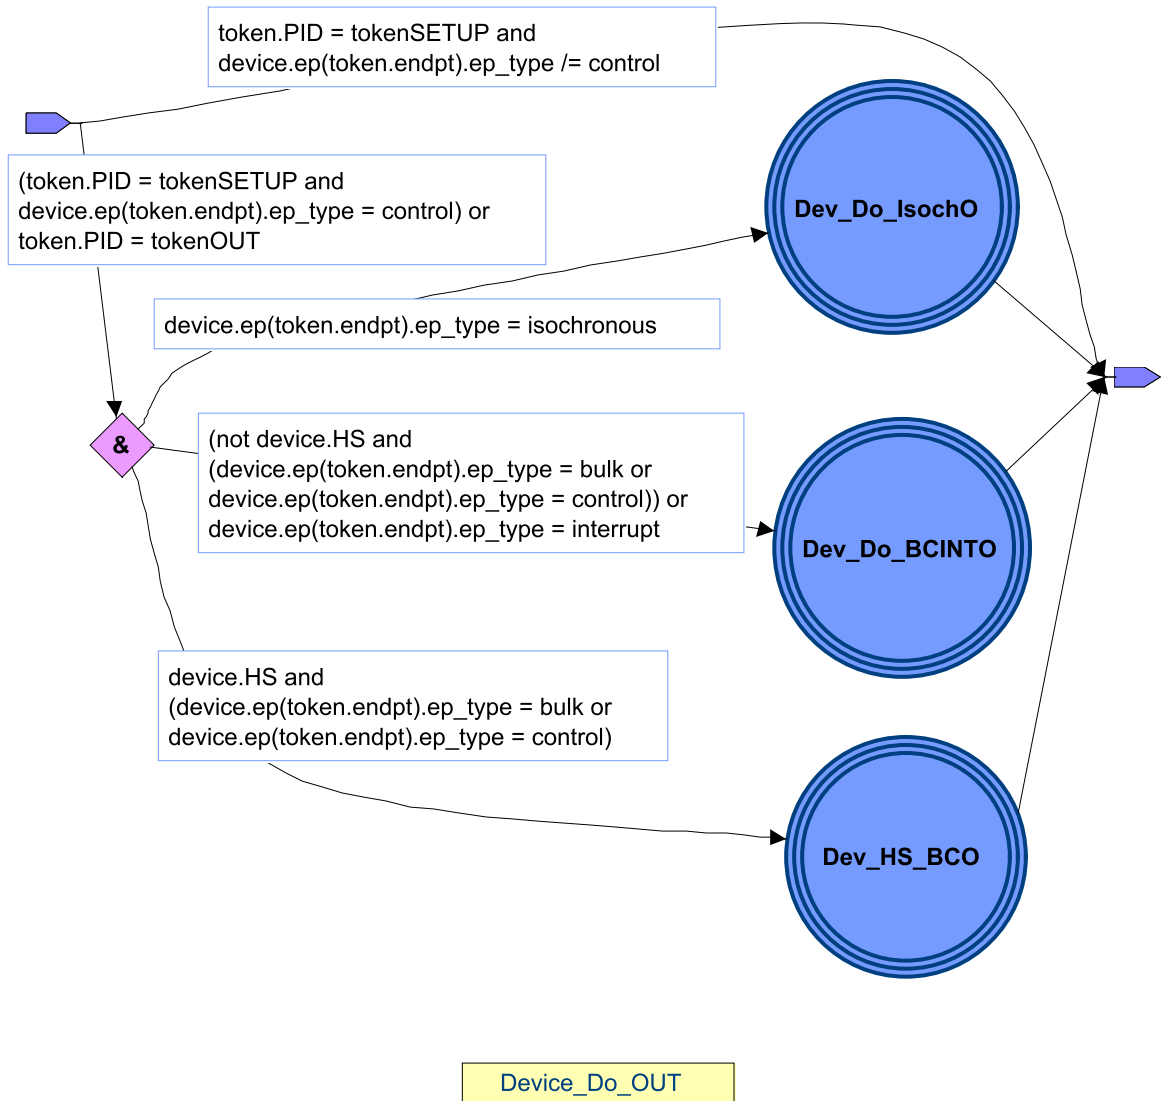 token.PID = tokenSETUP and
device.ep(token.endpt).ep_type /= control
(token.PID = tokenSETUP and
device.ep(token.endpt).ep_type = control) or
token.PID = tokenOUT
Dev_Do_IsochO
device.ep(token.endpt).ep_type = isochronous
&
(not device.HS and
(device.ep(token.endpt).ep_type = bulk or
device.ep(token.endpt).ep_type = control)) or
device.ep(token.endpt).ep_type = interrupt
Dev_Do_BCINTO
device.HS and
(device.ep(token.endpt).ep_type = bulk or
device.ep(token.endpt).ep_type = control)
Dev_HS_BCO
Device_Do_OUT